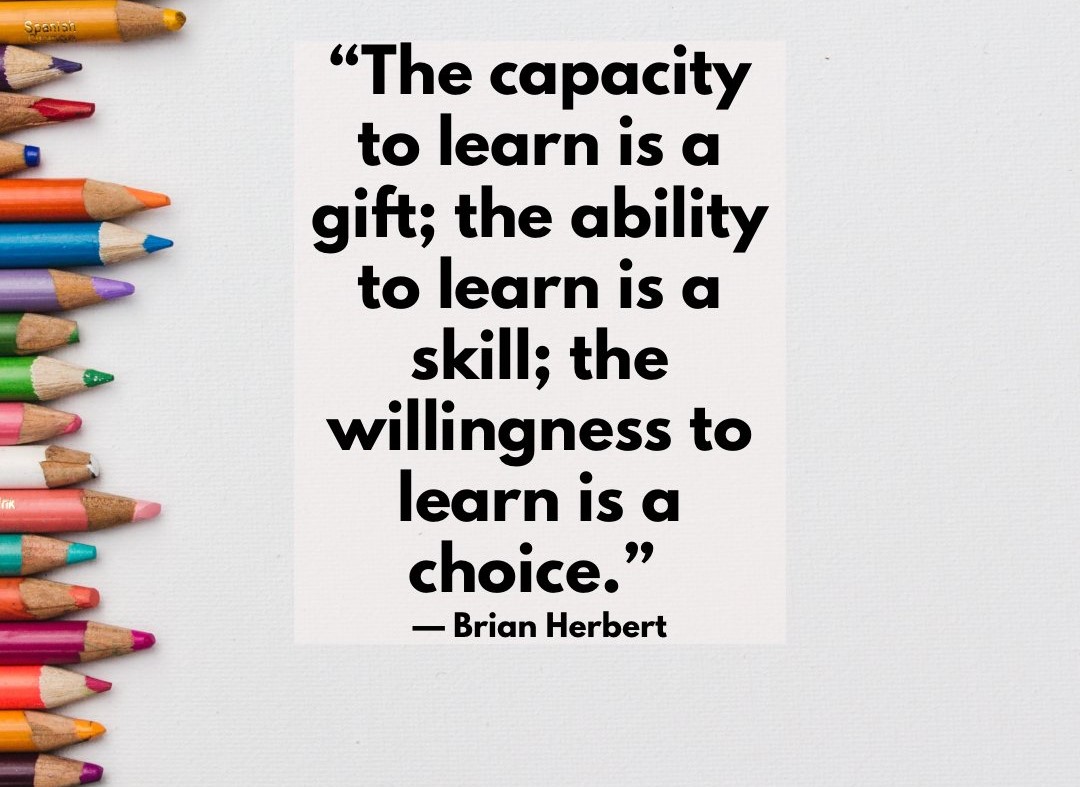 Spanish
“The capacity
to learn is a
gift; the ability
to learn is a
skill; the
willingness to
learn is a
choice.”
— Brian Herbert